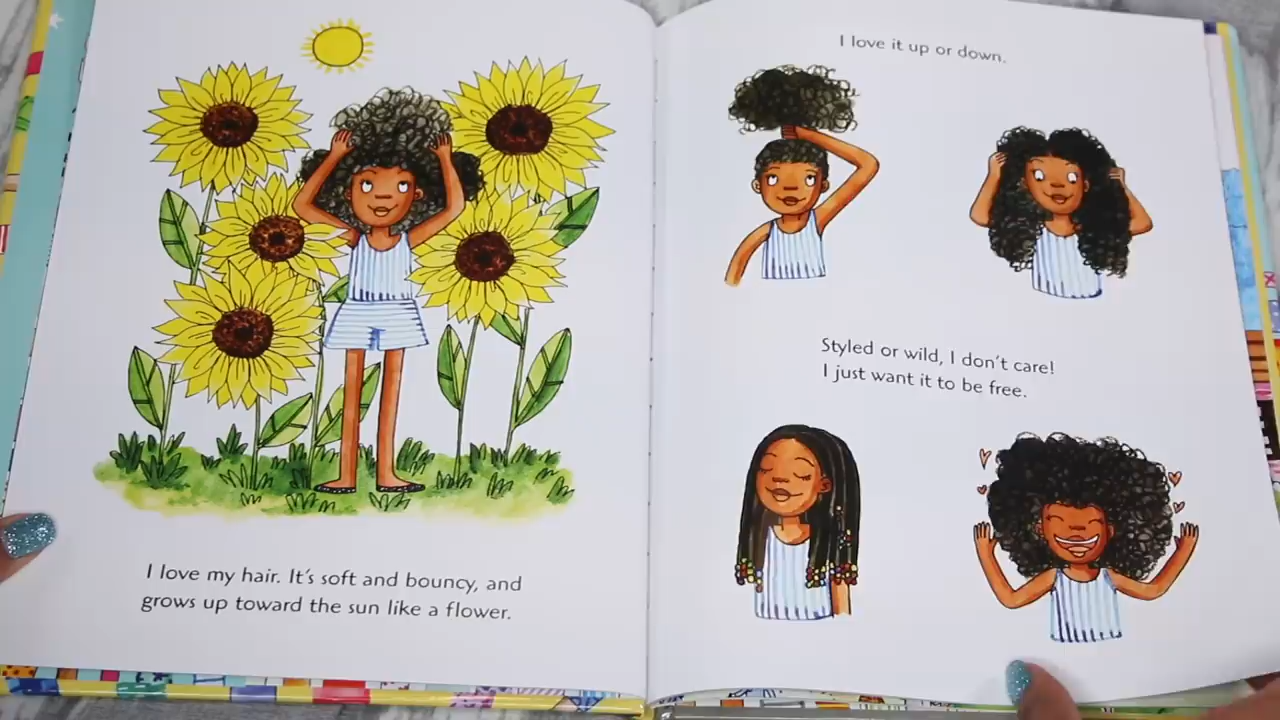 I love my hair. It's soft and bouncy, and
grows up toward the sun like a flower.
I love it up or down.
Styled or wild, I don't care!
I just want it to be free.